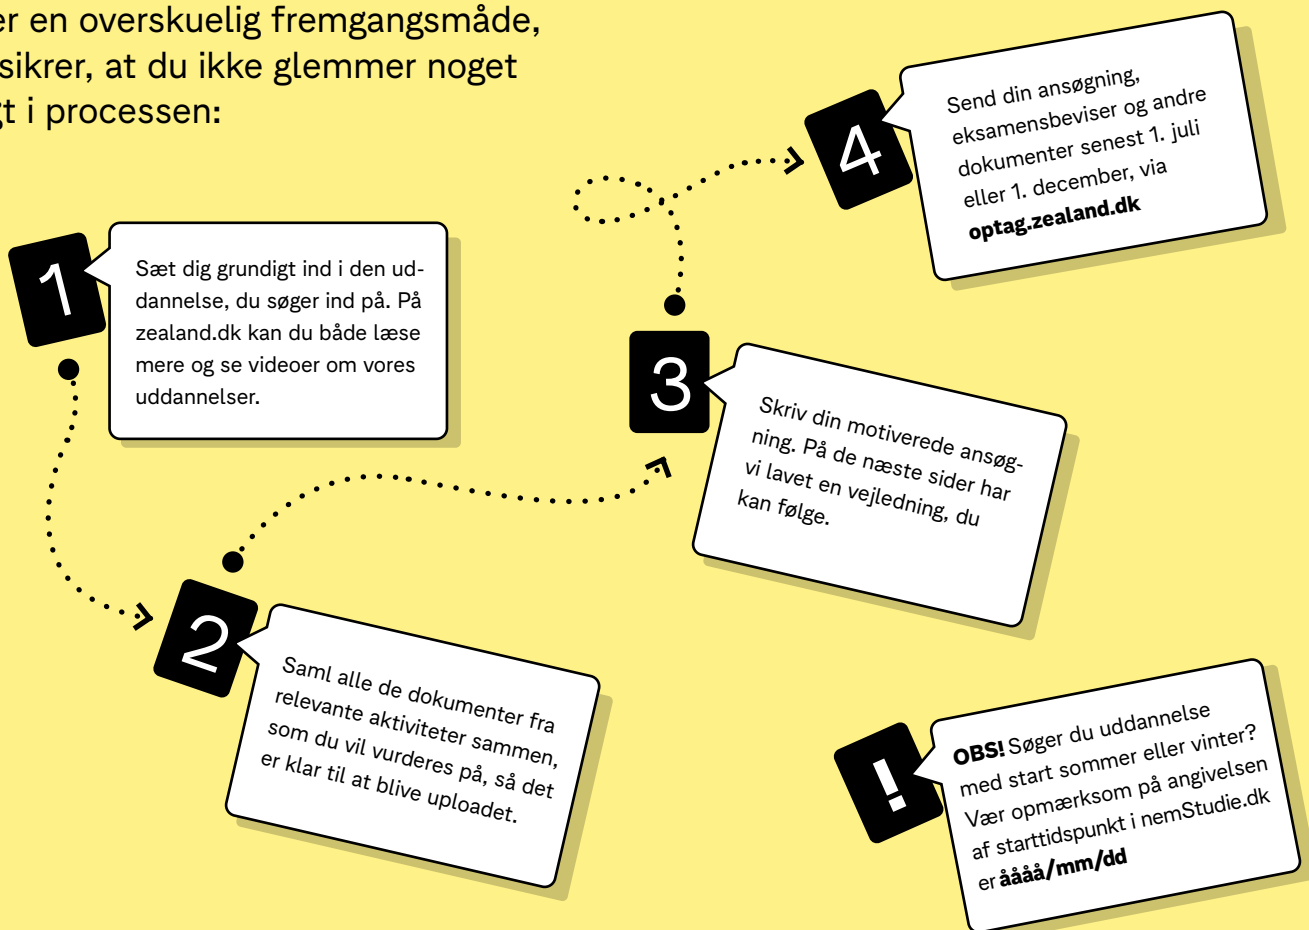 er en overskuelig fremgangsmåde,
sikrer, at du ikke glemmer noget
gt i processen:
1
Sæt dig grundigt ind i den ud-
dannelse, du søger ind på. På
zealand.dk kan du både læse
mere og se videoer om vores
uddannelser.
2
Saml alle de dokumenter fra
relevante aktiviteter sammen,
som du vil vurderes på, så det
er klar til at blive uploadet.
3
Skriv din motiverede ansøg-
ning. På de næste sider har
vi lavet en vejledning, du
kan følge.
4
Send din ansøgning,
eksamensbeviser og andre
dokumenter senest 1. juli
eller 1. december, via
optag.zealand.dk
!
OBS! Søger du uddannelse
med start sommer eller vinter?
Vær opmærksom på angivelsen
af starttidspunkt i nemStudie.dk
er åååå/mm/dd